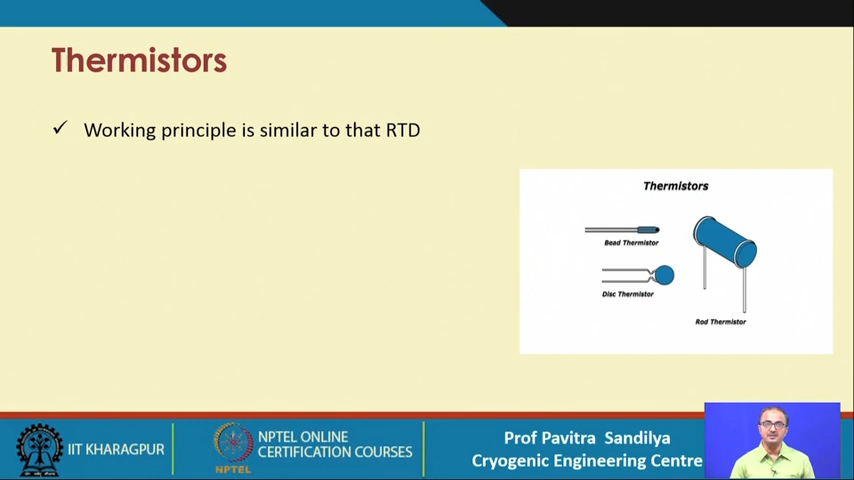 Thermistors
✓ Working principle is similar to that RTD
Thermistors
Bead Thermistor
Disc Thermistor
Rod Thermistor
IIT KHARAGPUR
NPTEL
NPTEL ONLINE
CERTIFICATION COURSES
Prof Pavitra Sandilya
Cryogenic Engineering Centre